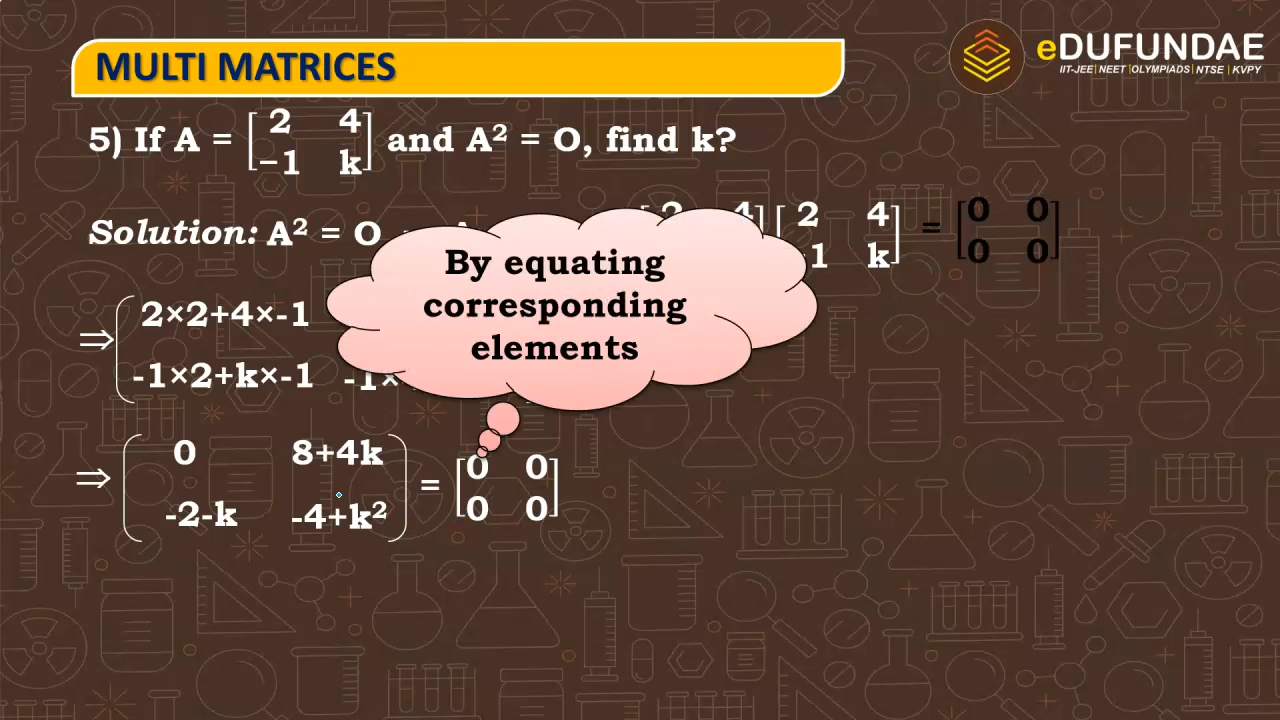 MULTI MATRICES
eDUFUNDAE
IIT-JEE | NEET | OLYMPIADS | NTSE | KVPY
5) If A = [2 4
−1 k] and A² = O, find k?
Solution: A² = O [2 4
1 k] = [0 0
0 0]
By equating
corresponding
elements
⇒ (2×2+4×-1
-1×2+k×-1 -1×
⇒ (0 8+4k
-2-k -4+k²) = [0 0
0 0]